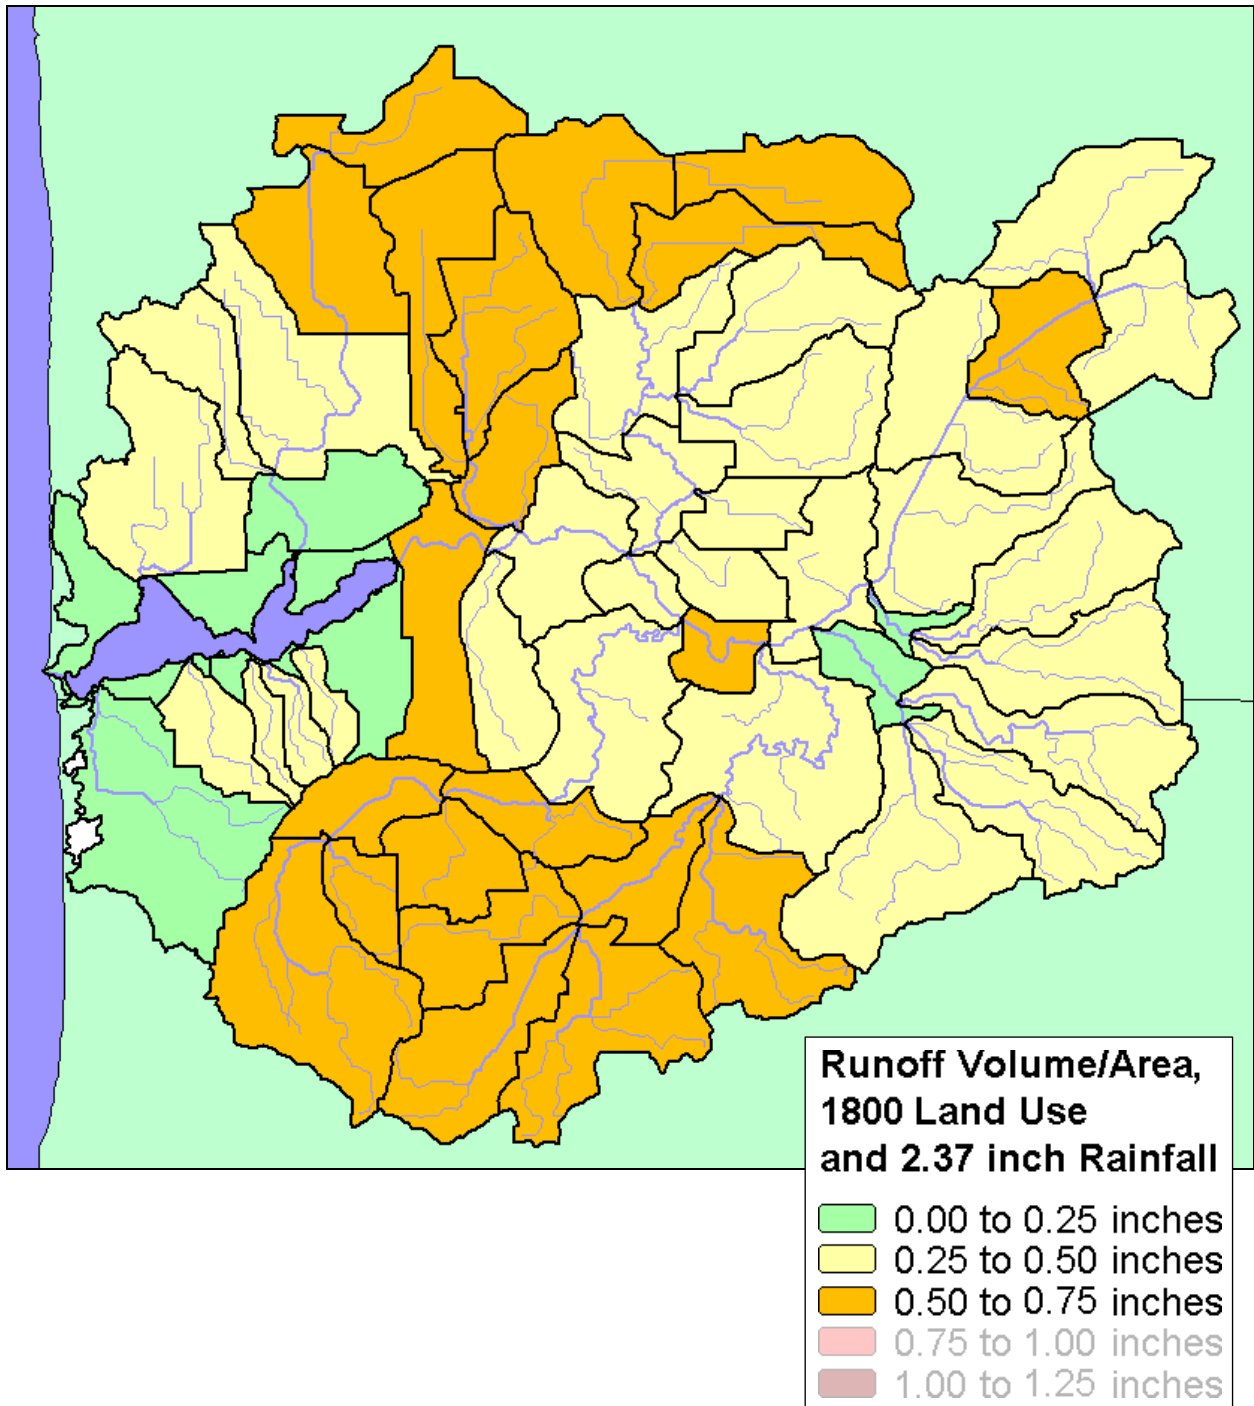 Runoff Volume/Area,
1800 Land Use
and 2.37 inch Rainfall
0.00 to 0.25 inches
0.25 to 0.50 inches
0.50 to 0.75 inches
0.75 to 1.00 inches
1.00 to 1.25 inches